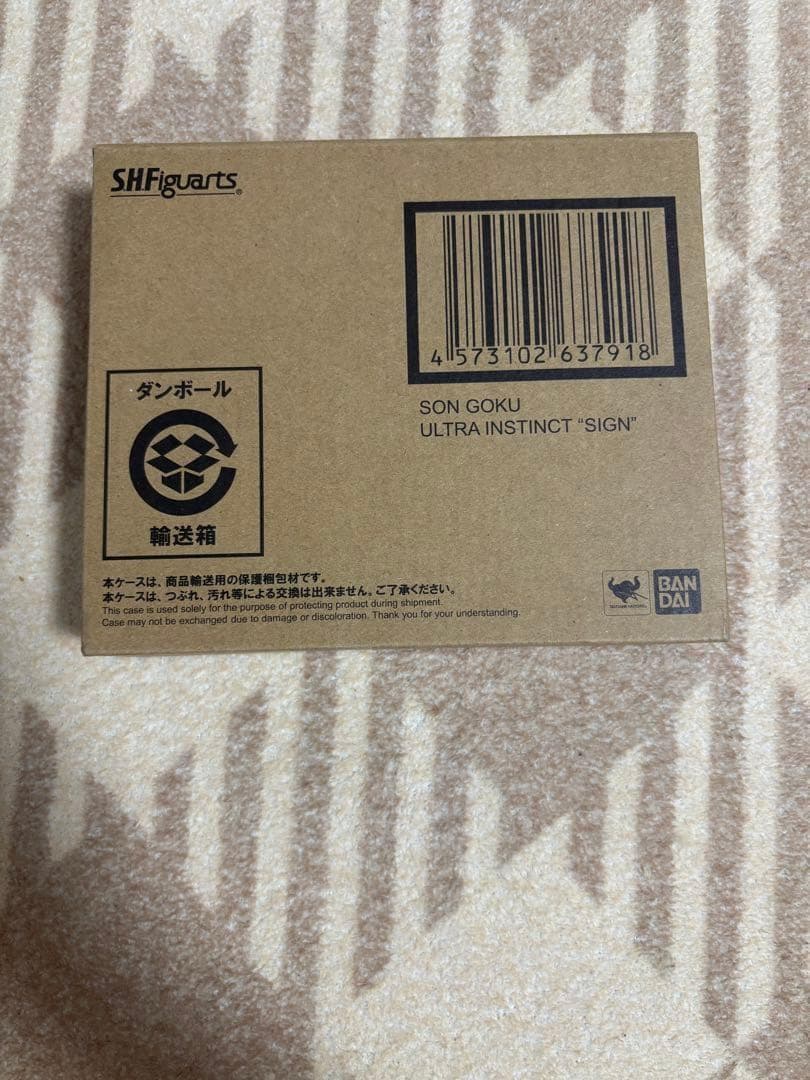 S.H.Figuarts®
4 573102 637918
SON GOKU
ULTRA INSTINCT “SIGN”
ダンボール
輸送箱
本ケースは、商品輸送用の保護梱包材です。
本ケースは、つぶれ、汚れ等による交換は出来ません。ご了承ください。
This case is used solely for the purpose of protecting product during shipment.
Case may not be exchanged due to damage or discoloration. Thank you for your understanding.
TAMASHII NATIONS
BAN
DAI